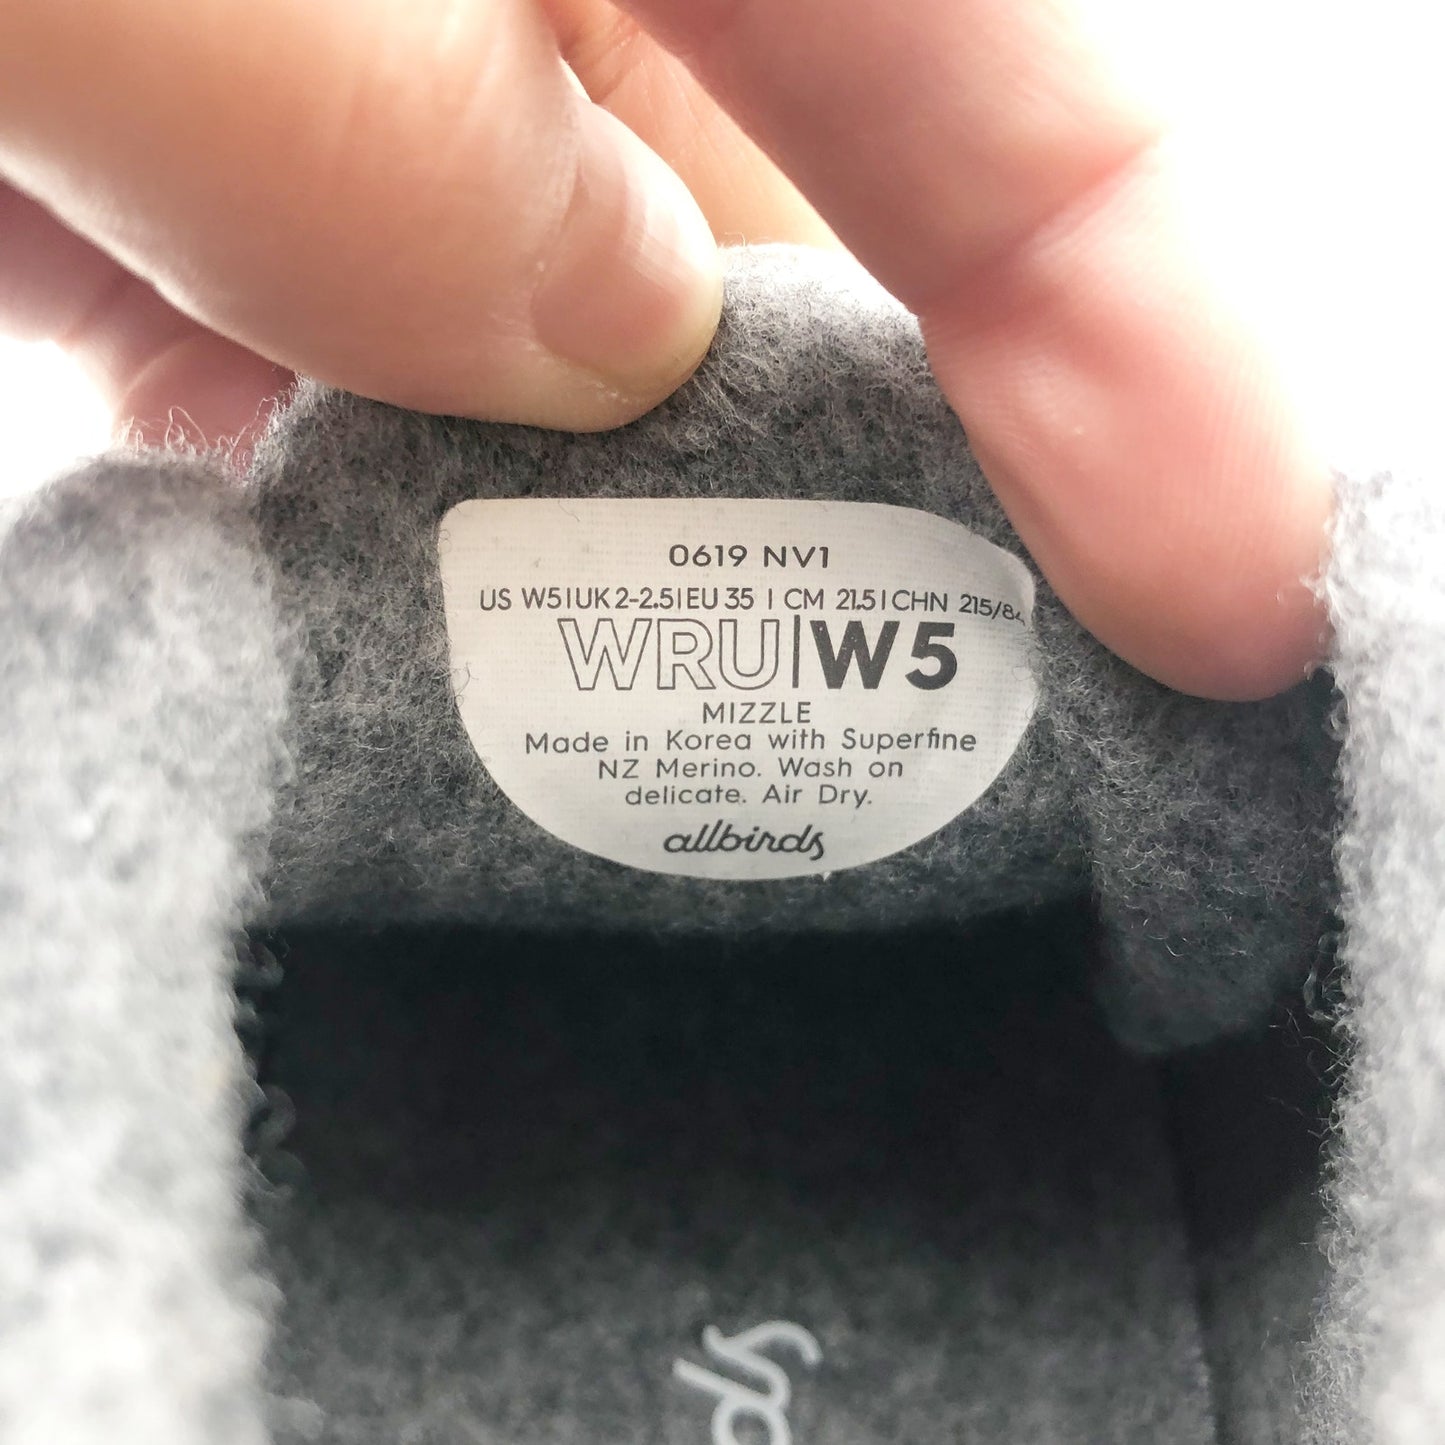 0619 NV1
US W5|UK 2-2.5|EU 35 | CM 21.5|CHN 215/84
WRU|W5
MIZZLE
Made in Korea with Superfine
NZ Merino. Wash on
delicate. Air Dry.
allbirds